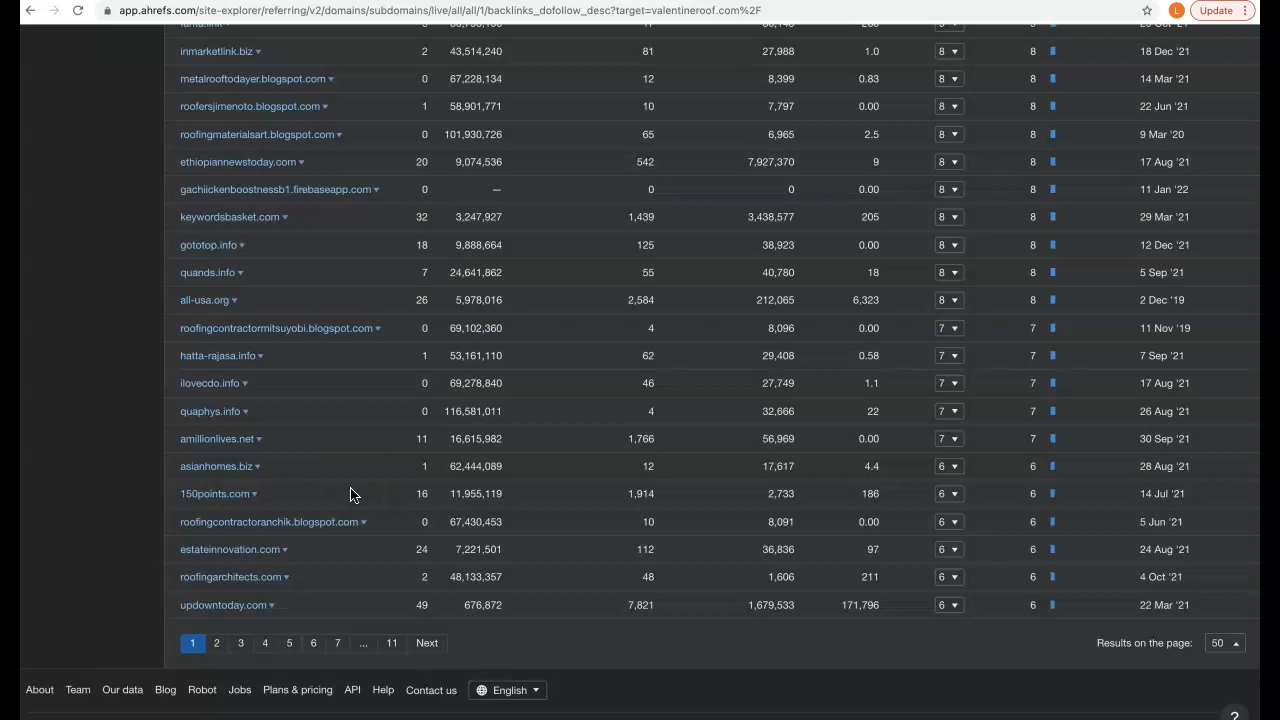 app.ahrefs.com/site-explorer/referring/v2/domains/subdomains/live/all/all/1/backlinks_dofollow_desc?target=valentineroof.com%2F
L
Update
inmarketlink.biz 2 43,514,240 81 27,988 1.0 8 8 18 Dec '21
metalrooftodayer.blogspot.com 0 67,228,134 12 8,399 0.83 8 8 14 Mar '21
roofersjimenoto.blogspot.com 1 58,901,771 10 7,797 0.00 8 8 22 Jun '21
roofingmaterialsart.blogspot.com 0 101,930,726 65 6,965 2.5 8 8 9 Mar '20
ethiopiannewstoday.com 20 9,074,536 542 7,927,370 9 8 8 17 Aug '21
gachiickenboostnessb1.firebaseapp.com 0 — 0 0 0.00 8 8 11 Jan '22
keywordsbasket.com 32 3,247,927 1,439 3,438,577 205 8 8 29 Mar '21
gototop.info 18 9,888,664 125 38,923 0.00 8 8 12 Dec '21
quands.info 7 24,641,862 55 40,780 18 8 8 5 Sep '21
all-usa.org 26 5,978,016 2,584 212,065 6,323 8 8 2 Dec '19
roofingcontractormitsuyobi.blogspot.com 0 69,102,360 4 8,096 0.00 7 7 11 Nov '19
hatta-rajasa.info 1 53,161,110 62 29,408 0.58 7 7 7 Sep '21
ilovecdo.info 0 69,278,840 46 27,749 1.1 7 7 17 Aug '21
quaphys.info 0 116,581,011 4 32,666 22 7 7 26 Aug '21
amillionlives.net 11 16,615,982 1,766 56,969 0.00 7 7 30 Sep '21
asianhomes.biz 1 62,444,089 12 17,617 4.4 6 6 28 Aug '21
150points.com 16 11,955,119 1,914 2,733 186 6 6 14 Jul '21
roofingcontractoranchik.blogspot.com 0 67,430,453 10 8,091 0.00 6 6 5 Jun '21
estateinnovation.com 24 7,221,501 112 36,836 97 6 6 24 Aug '21
roofingarchitects.com 2 48,133,357 48 1,606 211 6 6 4 Oct '21
updowntoday.com 49 676,872 7,821 1,679,533 171,796 6 6 22 Mar '21
1 2 3 4 5 6 7 ... 11 Next Results on the page: 50
About Team Our data Blog Robot Jobs Plans & pricing API Help Contact us English
?